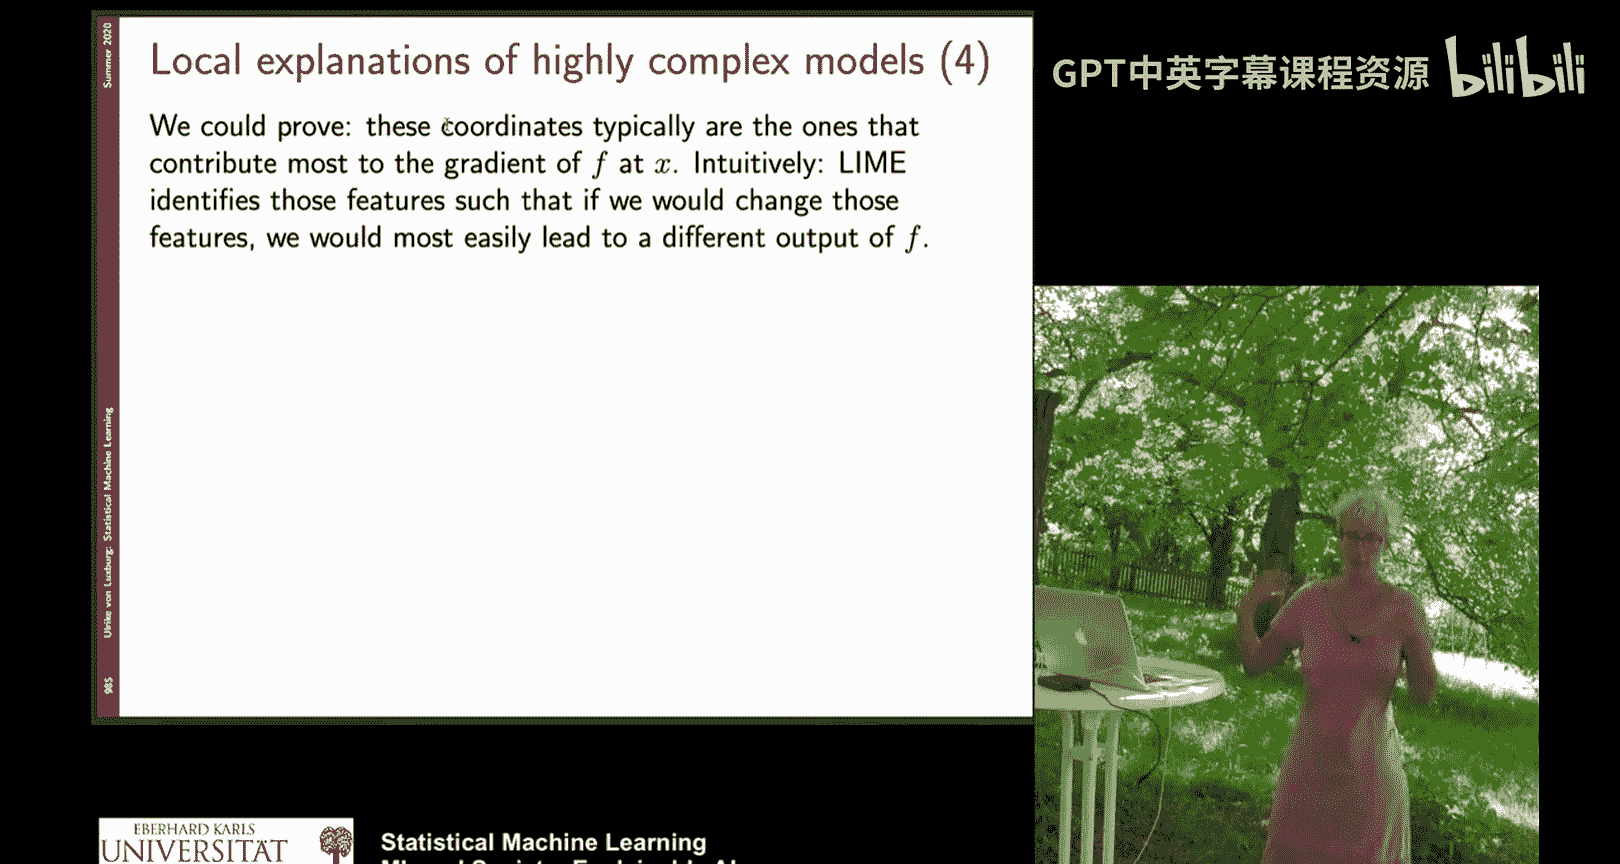 Local explanations of highly complex models (4)
We could prove: these coordinates typically are the ones that
contribute most to the gradient of f at x. Intuitively: LIME
identifies those features such that if we would change those
features, we would most easily lead to a different output of f.
Summer 2020
Ulrike von Luxburg: Statistical Machine Learning
985
GPT中英字幕课程资源 bilibili
EBERHARD KARLS
UNIVERSITÄT
Statistical Machine Learning